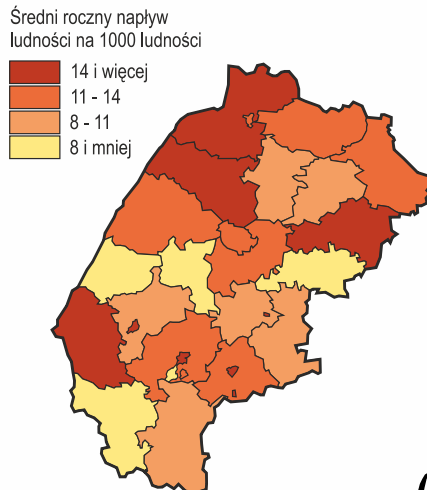 Średni roczny napływ
ludności na 1000 ludności
14 i więcej
11 - 14
8 - 11
8 i mniej